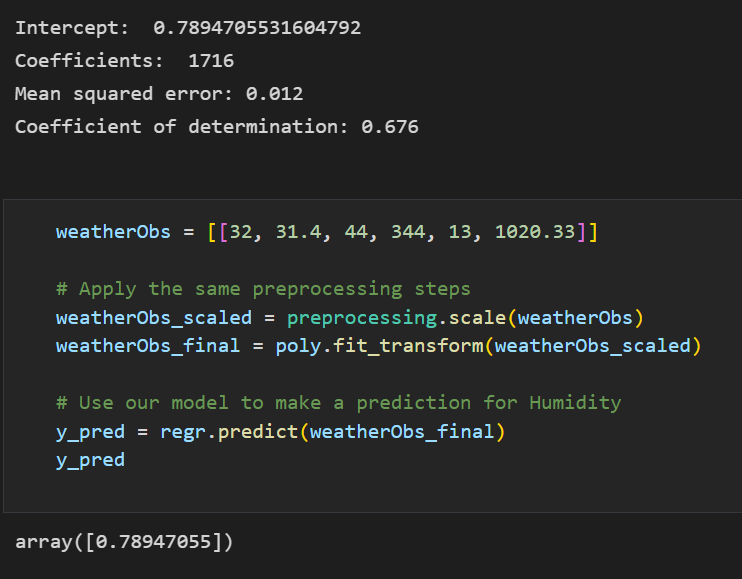 Intercept:  0.7894705531604792
Coefficients:  1716
Mean squared error: 0.012
Coefficient of determination: 0.676
weatherObs = [[32, 31.4, 44, 344, 13, 1020.33]]
# Apply the same preprocessing steps
weatherObs_scaled = preprocessing.scale(weatherObs)
weatherObs_final = poly.fit_transform(weatherObs_scaled)
# Use our model to make a prediction for Humidity
y_pred = regr.predict(weatherObs_final)
y_pred
array([0.78947055])